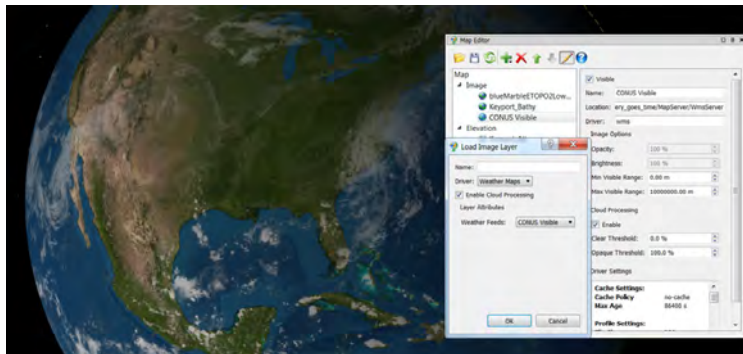 Map Editor
Map
Image
blueMarbleETOPO2Low...
Keyport_Bathy
CONUS Visible
Elevation
Visible
Name: CONUS Visible
Location: ery_goes_time/MapServer/WmsServer
Driver: wms
Image Options
Opacity: 100 %
Brightness: 100 %
Min Visible Range: 0.00 m
Max Visible Range: 10000000.00 m
Cloud Processing
Enable
Clear Threshold: 0.0 %
Opaque Threshold: 100.0 %
Driver Settings
Cache Settings:
Cache Policy no-cache
Max Age 86400 s
Profile Settings:
Load Image Layer
Name:
Driver: Weather Maps
Enable Cloud Processing
Layer Attributes
Weather Feeds: CONUS Visible
OK Cancel